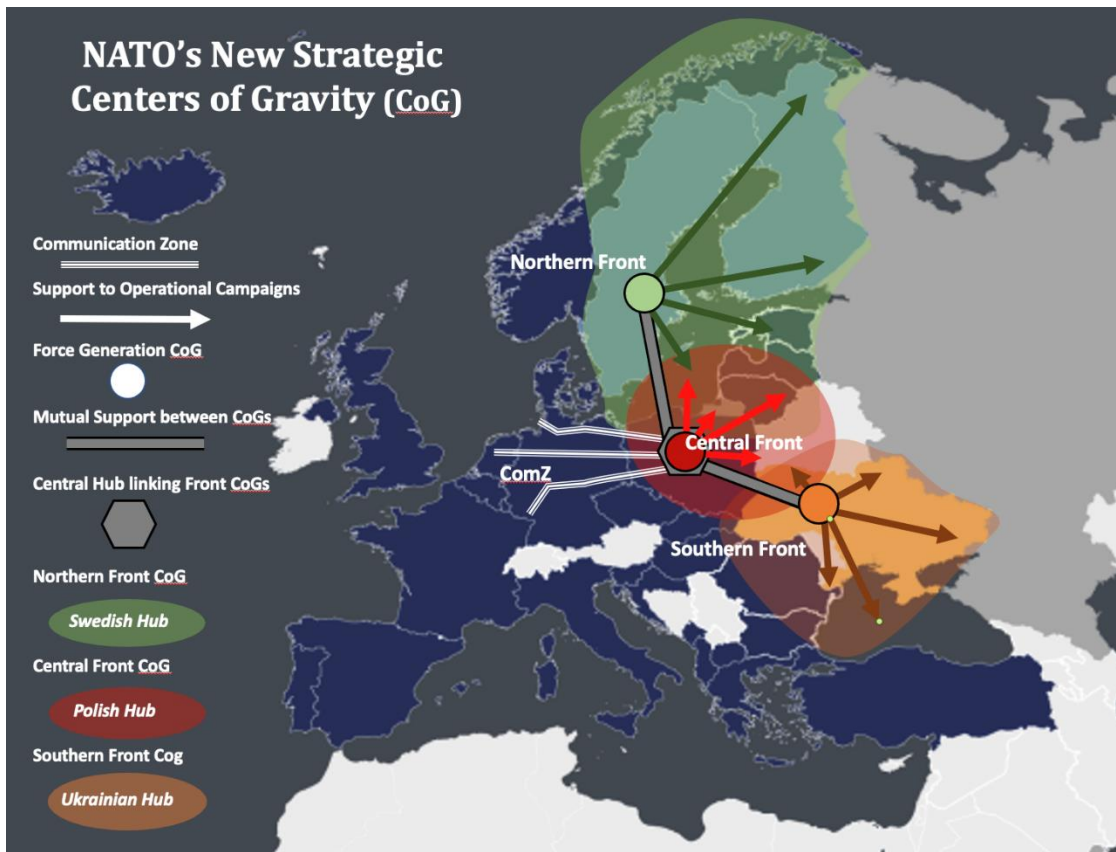 NATO's New Strategic
Centers of Gravity (CoG)
Communication Zone
Support to Operational Campaigns
Force Generation CoG
Mutual Support between CoGs
Central Hub linking Front CoGs
Northern Front CoG
Swedish Hub
Central Front CoG
Polish Hub
Southern Front Cog
Ukrainian Hub
Northern Front
Central Front
ComZ
Southern Front